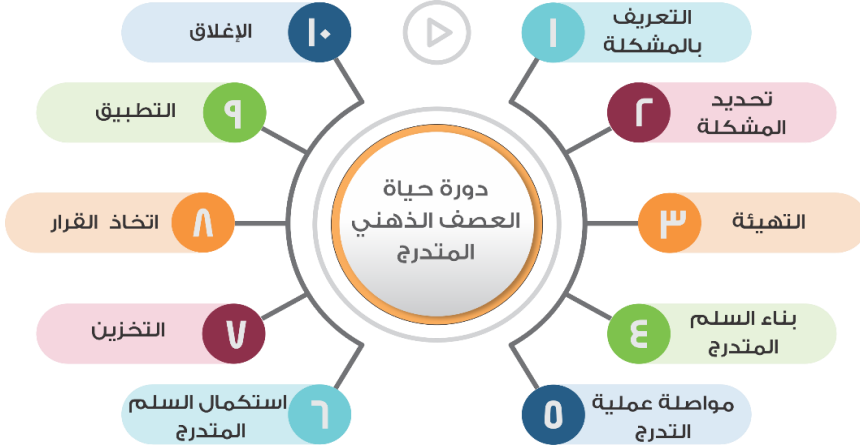 دورة حياة
العصف الذهني
المتدرج
١
التعريف
بالمشكلة
٢
تحديد
المشكلة
٣
التهيئة
٤
بناء السلم
المتدرج
٥
مواصلة عملية
التدرج
٦
استكمال السلم
المتدرج
٧
التخزين
٨
اتخاذ القرار
٩
التطبيق
١٠
الإغلاق